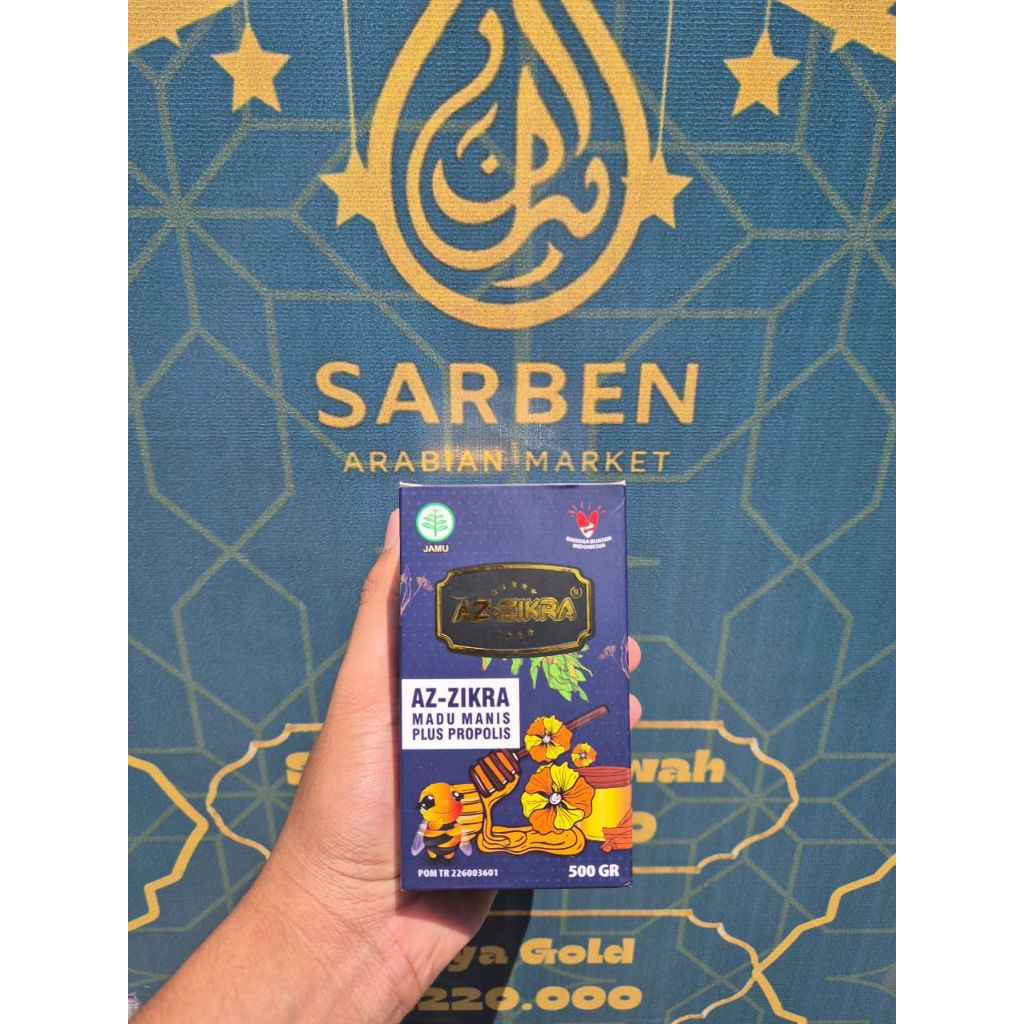 SARBEN
ARABIAN MARKET
JAMU
BANGGA BUATAN
INDONESIA
AZ-ZIKRA
R
AZ-ZIKRA
MADU MANIS
PLUS PROPOLIS
POM TR 226003601
500 GR
Gold
220.000